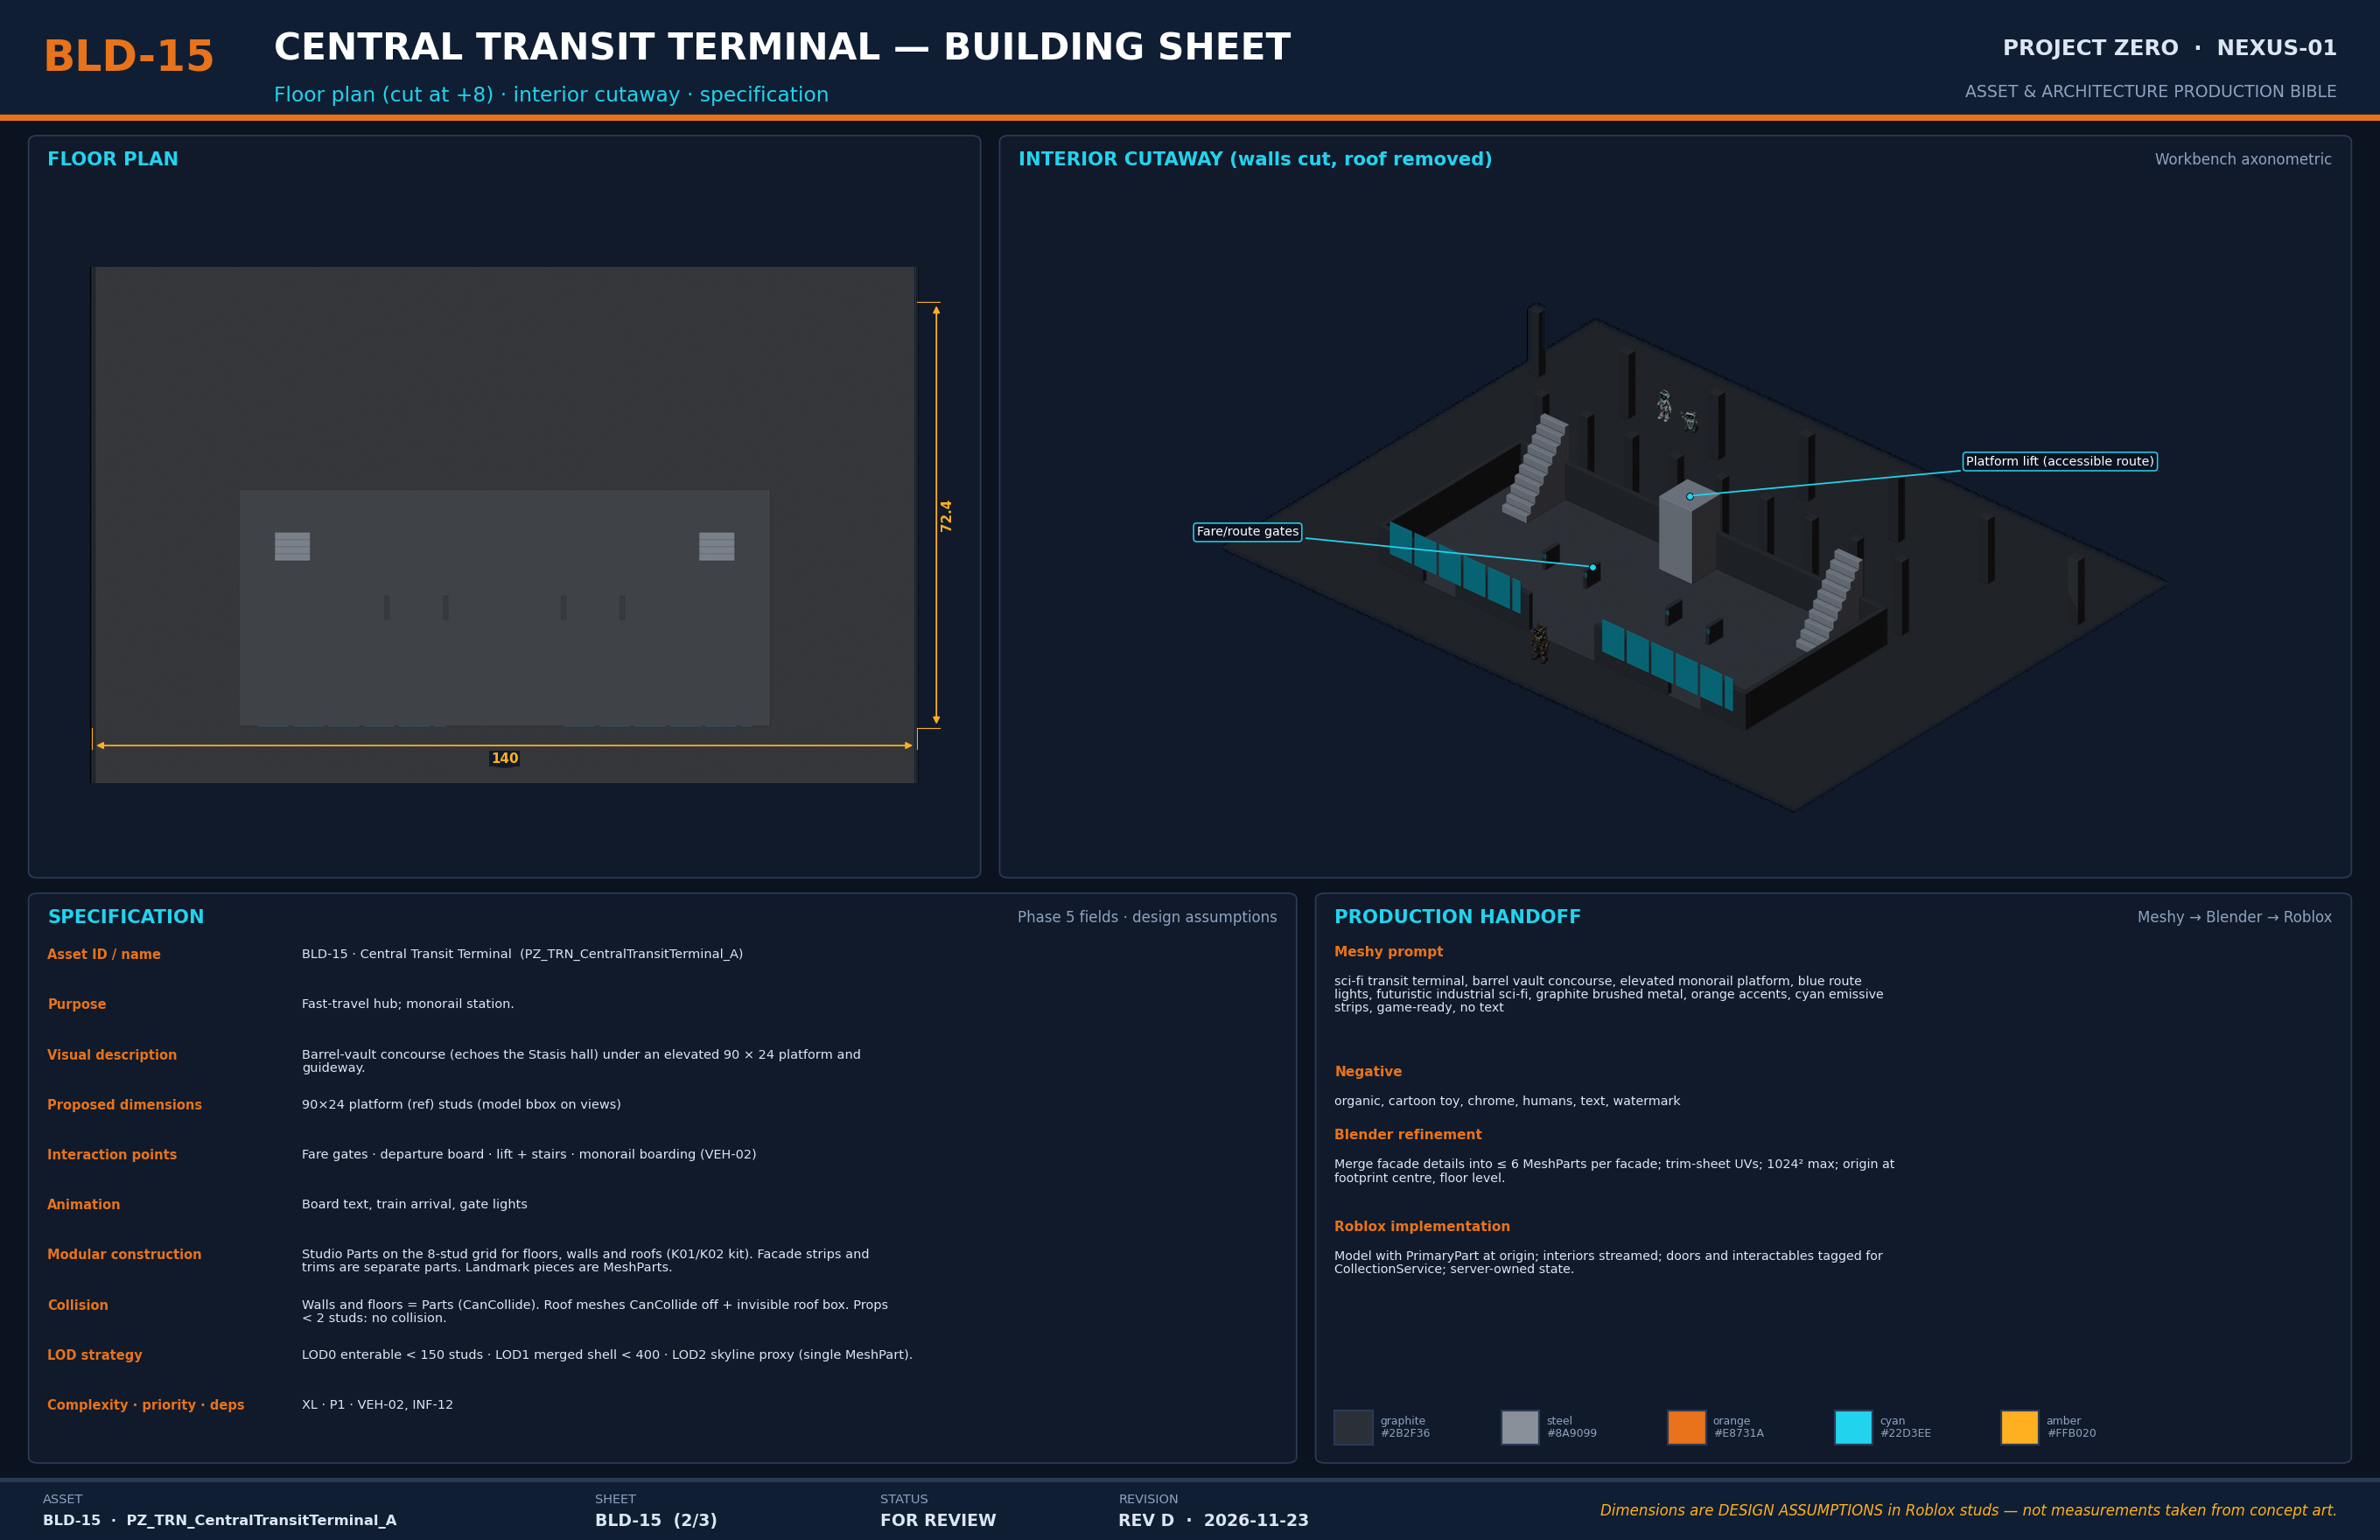 BLD-15
CENTRAL TRANSIT TERMINAL — BUILDING SHEET
Floor plan (cut at +8) · interior cutaway · specification
PROJECT ZERO · NEXUS-01
ASSET & ARCHITECTURE PRODUCTION BIBLE
FLOOR PLAN
72.4
140
INTERIOR CUTAWAY (walls cut, roof removed)
Workbench axonometric
Platform lift (accessible route)
Fare/route gates
SPECIFICATION
Phase 5 fields · design assumptions
Asset ID / name
BLD-15 · Central Transit Terminal (PZ_TRN_CentralTransitTerminal_A)
Purpose
Fast-travel hub; monorail station.
Visual description
Barrel-vault concourse (echoes the Stasis hall) under an elevated 90 × 24 platform and
guideway.
Proposed dimensions
90×24 platform (ref) studs (model bbox on views)
Interaction points
Fare gates · departure board · lift + stairs · monorail boarding (VEH-02)
Animation
Board text, train arrival, gate lights
Modular construction
Studio Parts on the 8-stud grid for floors, walls and roofs (K01/K02 kit). Facade strips and
trims are separate parts. Landmark pieces are MeshParts.
Collision
Walls and floors = Parts (CanCollide). Roof meshes CanCollide off + invisible roof box. Props
< 2 studs: no collision.
LOD strategy
LOD0 enterable < 150 studs · LOD1 merged shell < 400 · LOD2 skyline proxy (single MeshPart).
Complexity · priority · deps
XL · P1 · VEH-02, INF-12
PRODUCTION HANDOFF
Meshy → Blender → Roblox
Meshy prompt
sci-fi transit terminal, barrel vault concourse, elevated monorail platform, blue route
lights, futuristic industrial sci-fi, graphite brushed metal, orange accents, cyan emissive
strips, game-ready, no text
Negative
organic, cartoon toy, chrome, humans, text, watermark
Blender refinement
Merge facade details into ≤ 6 MeshParts per facade; trim-sheet UVs; 1024² max; origin at
footprint centre, floor level.
Roblox implementation
Model with PrimaryPart at origin; interiors streamed; doors and interactables tagged for
CollectionService; server-owned state.
graphite
#2B2F36
steel
#8A9099
orange
#E8731A
cyan
#22D3EE
amber
#FFB020
ASSET
BLD-15 · PZ_TRN_CentralTransitTerminal_A
SHEET
BLD-15 (2/3)
STATUS
FOR REVIEW
REVISION
REV D · 2026-11-23
Dimensions are DESIGN ASSUMPTIONS in Roblox studs — not measurements taken from concept art.